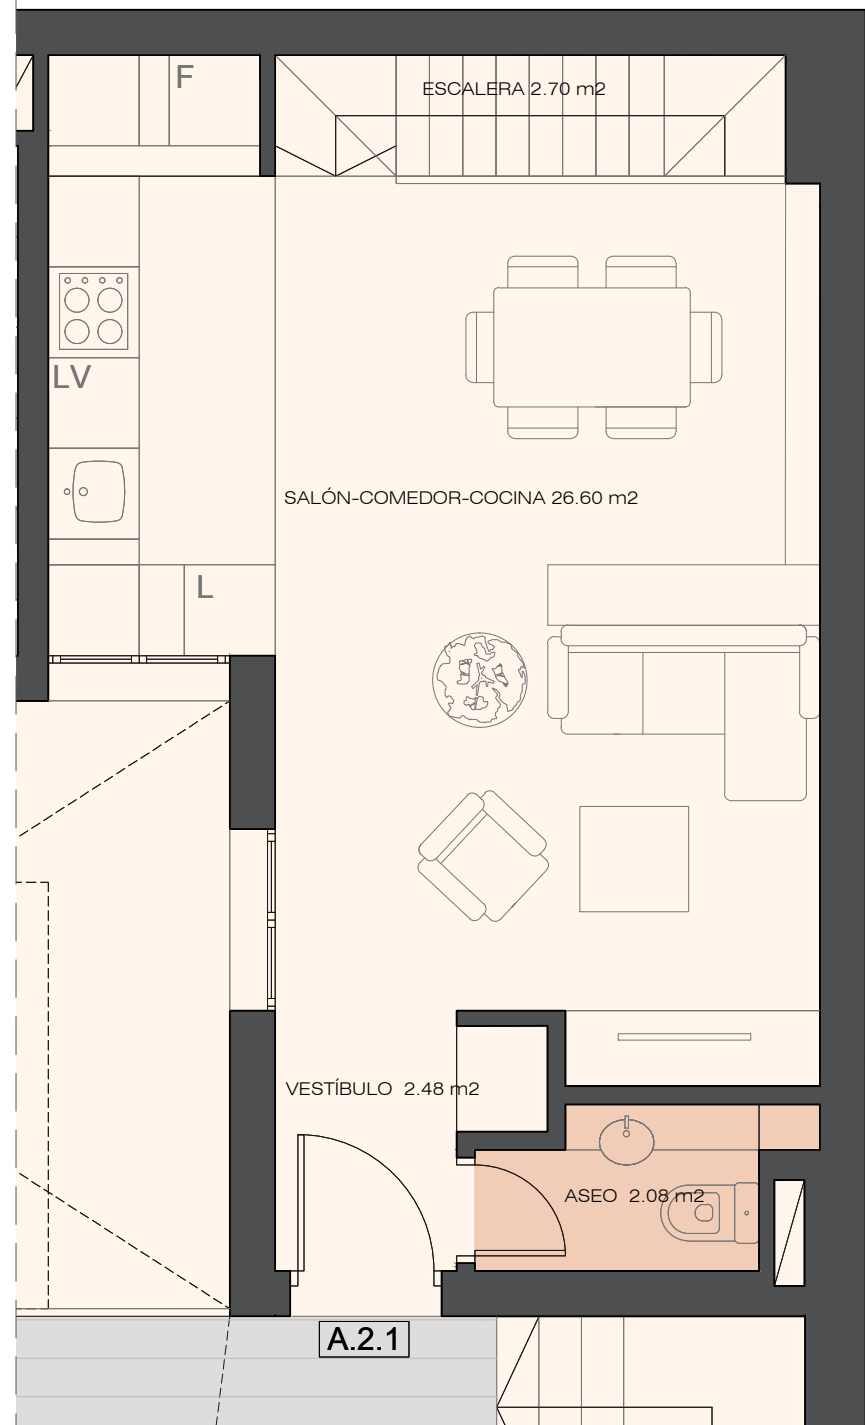 F
ESCALERA 2.70 m2
LV
SALÓN-COMEDOR-COCINA 26.60 m2
L
VESTÍBULO 2.48 m2
ASEO 2.08 m2
A.2.1